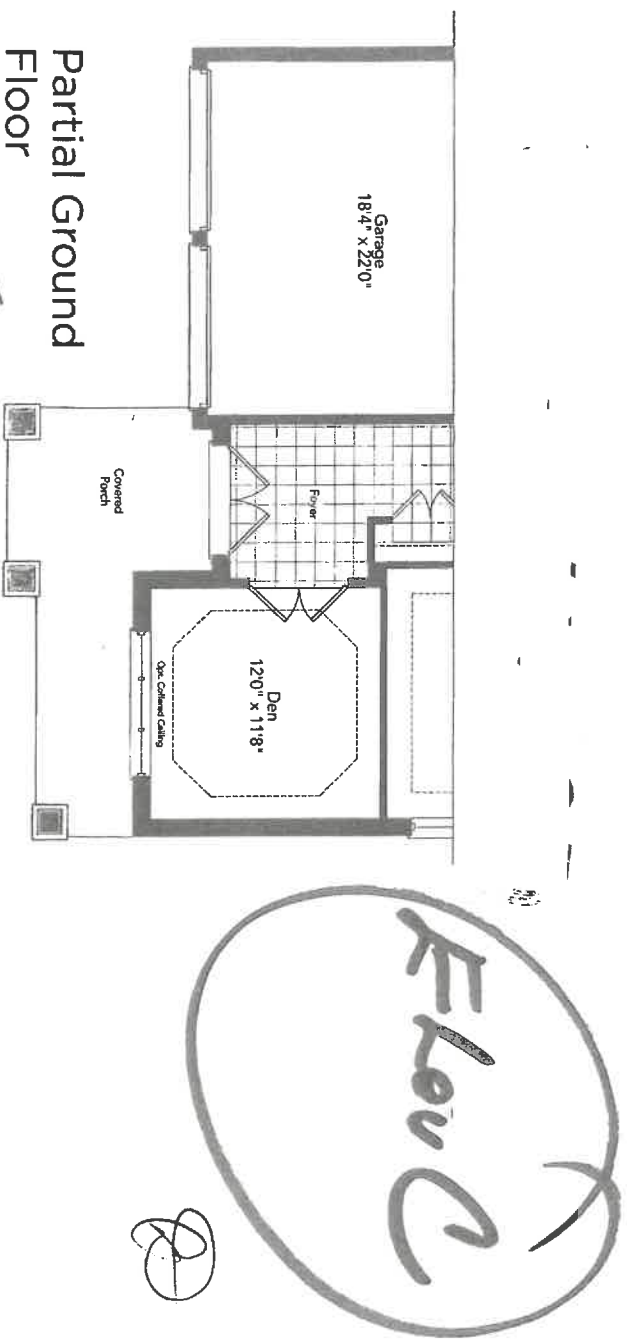 Garage
18'4" x 22'0"
Foyer
Den
12'0" x 11'8"
Opt. Coffered Ceiling
Covered
Porch
Partial Ground
Floor
Elev C